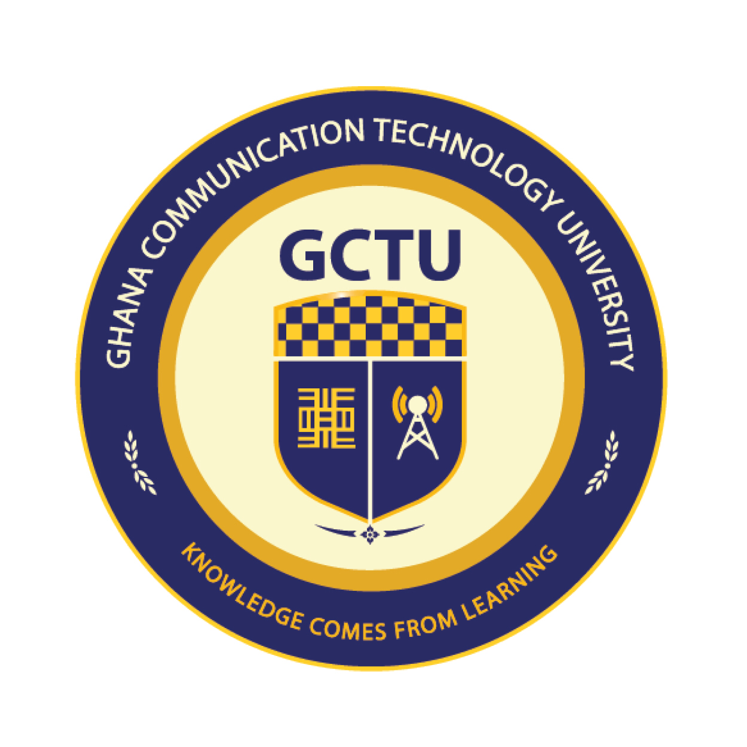 GHANA COMMUNICATION TECHNOLOGY UNIVERSITY
GCTU
KNOWLEDGE COMES FROM LEARNING